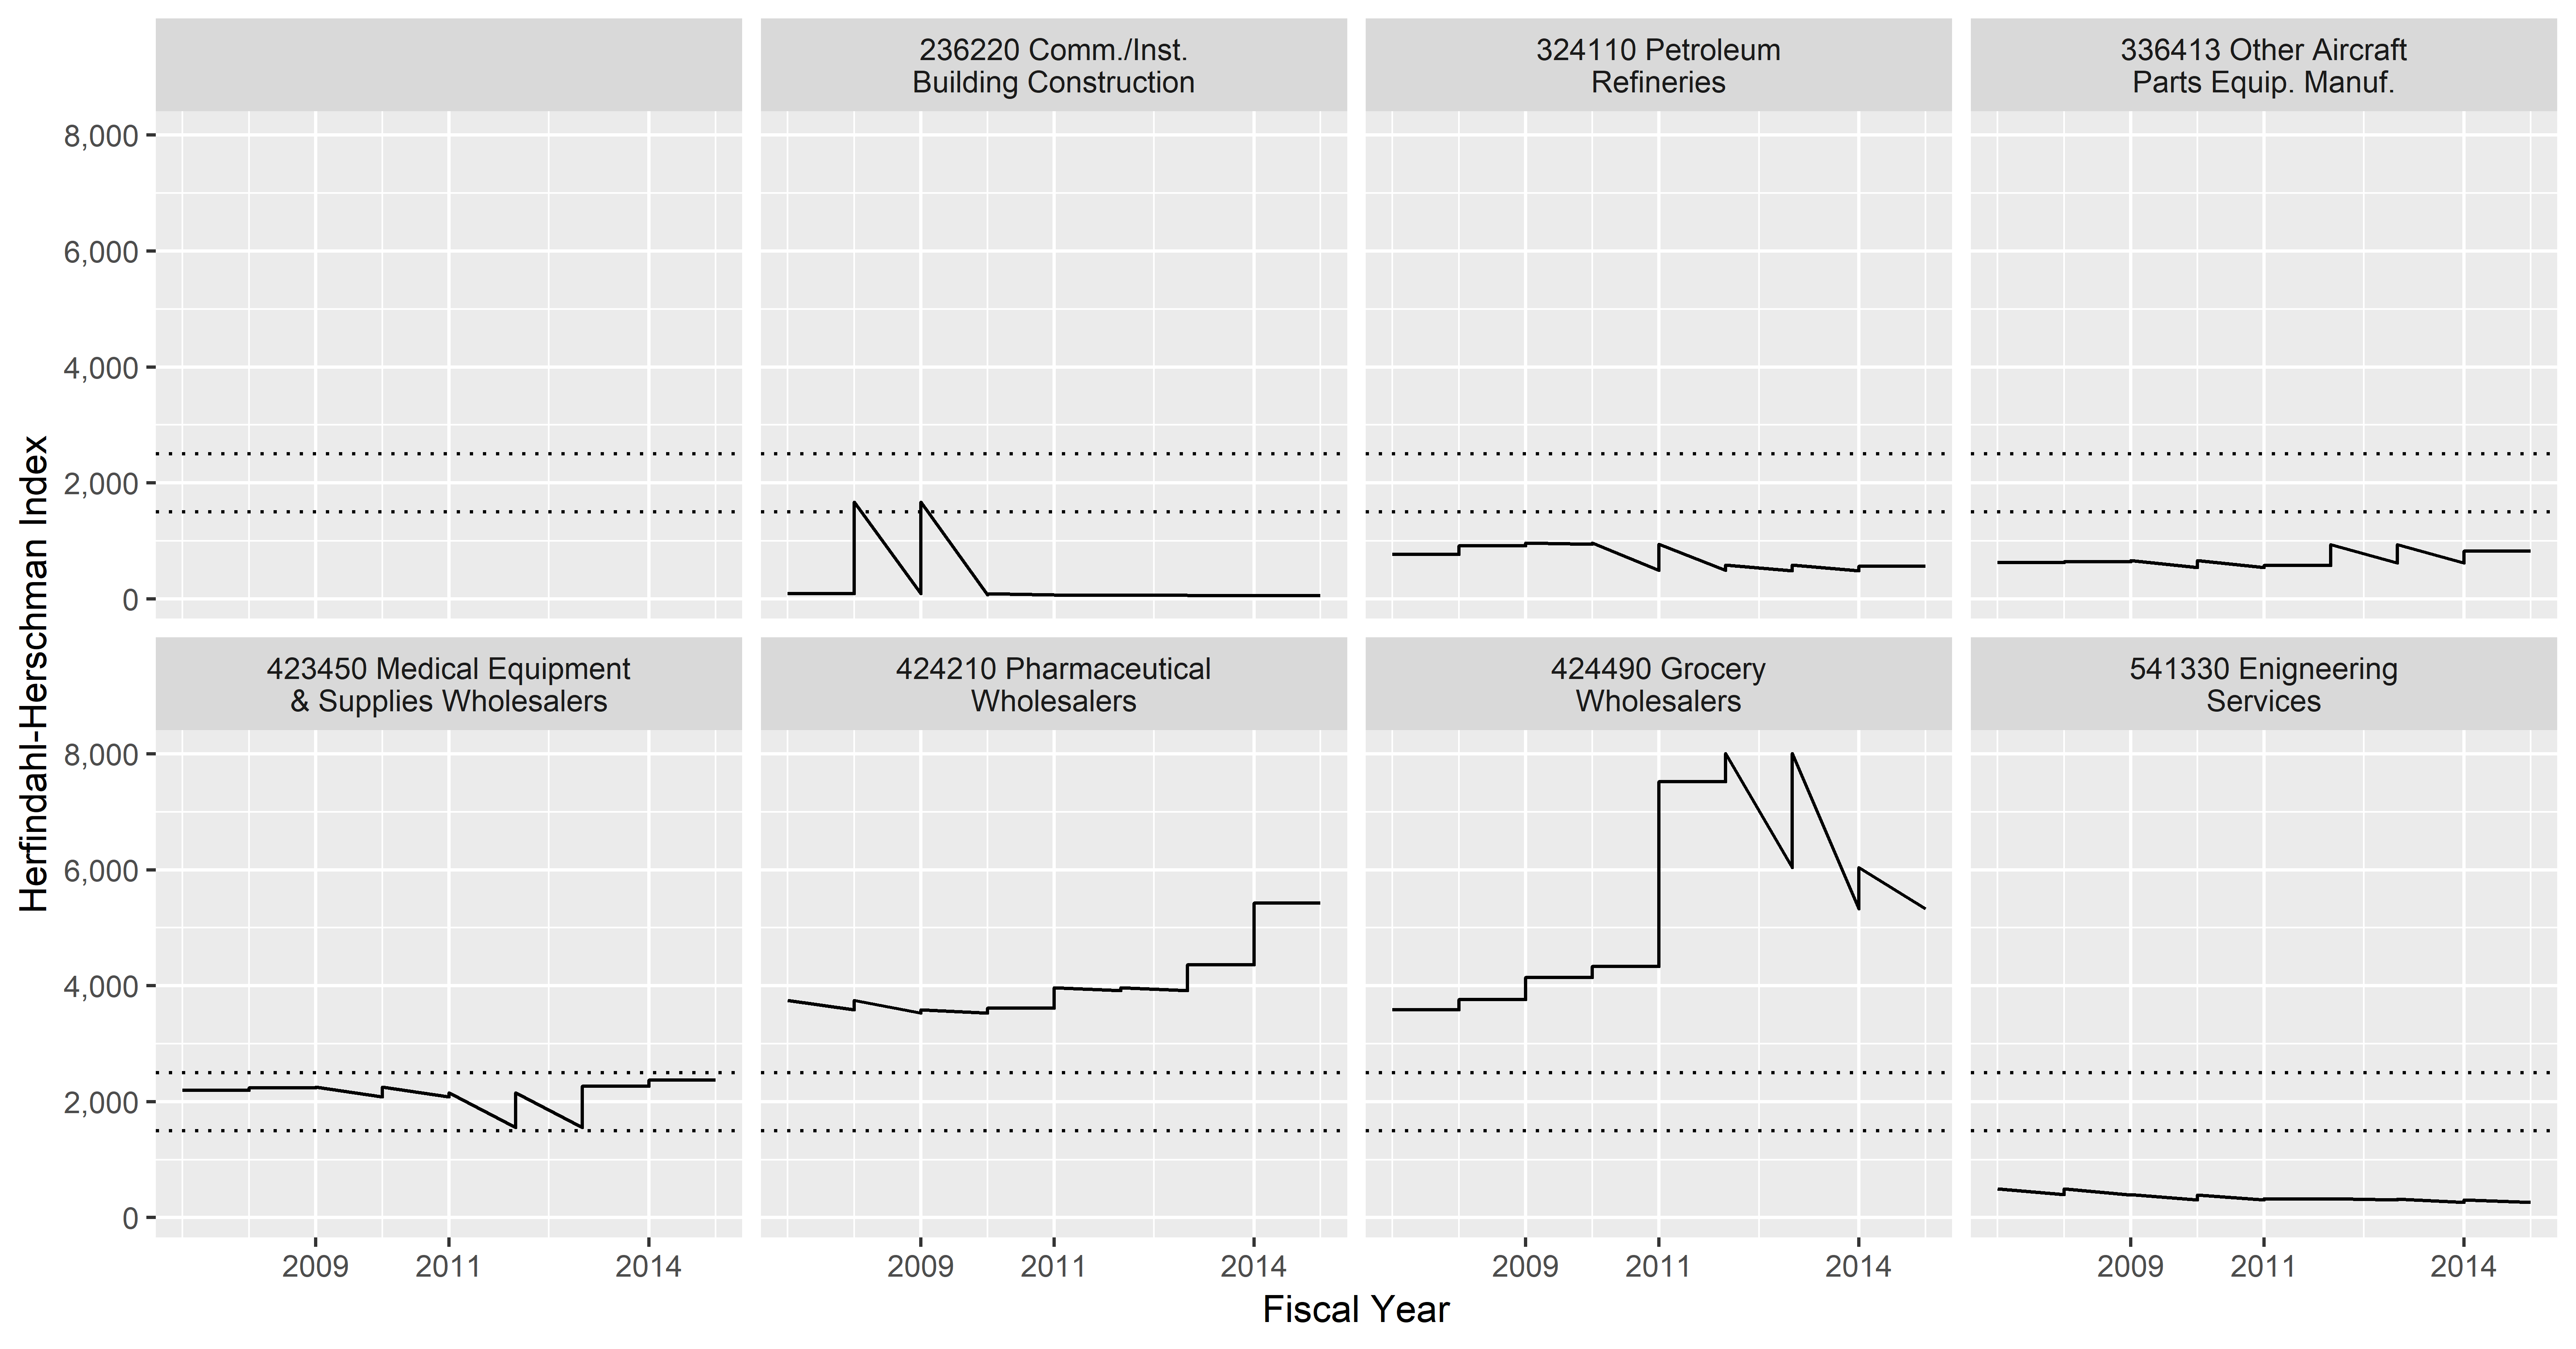 236220 Comm./Inst.
Building Construction
324110 Petroleum
Refineries
336413 Other Aircraft
Parts Equip. Manuf.
8,000
6,000
4,000
2,000
0
423450 Medical Equipment
& Supplies Wholesalers
424210 Pharmaceutical
Wholesalers
424490 Grocery
Wholesalers
541330 Enigneering
Services
8,000
6,000
4,000
2,000
0
2009 2011 2014
2009 2011 2014
2009 2011 2014
2009 2011 2014
Fiscal Year
Herfindahl-Herschman Index